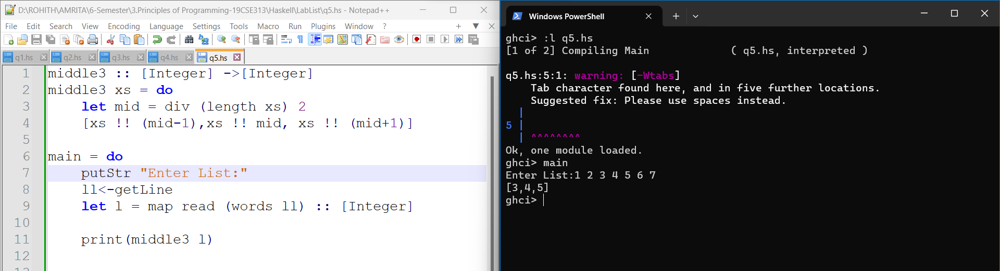 D:\ROHITH\AMRITA\6-Semester\3.Principles of Programming-19CSE313\Haskell\LabList\q5.hs - Notepad++
File Edit Search View Encoding Language Settings Tools Macro Run Plugins Window ? + ▼ X
q1.hs q2.hs q3.hs q4.hs q5.hs
1 middle3 :: [Integer] ->[Integer]
2 middle3 xs = do
3 let mid = div (length xs) 2
4 [xs !! (mid-1),xs !! mid, xs !! (mid+1)]
5
6 main = do
7 putStr "Enter List:"
8 ll<-getLine
9 let l = map read (words ll) :: [Integer]
10
11 print(middle3 l)
12
13
Windows PowerShell
ghci> :l q5.hs
[1 of 2] Compiling Main ( q5.hs, interpreted )
q5.hs:5:1: warning: [-Wtabs]
Tab character found here, and in five further locations.
Suggested fix: Please use spaces instead.
|
5 |
| ^^^^^^^^
Ok, one module loaded.
ghci> main
Enter List:1 2 3 4 5 6 7
[3,4,5]
ghci>